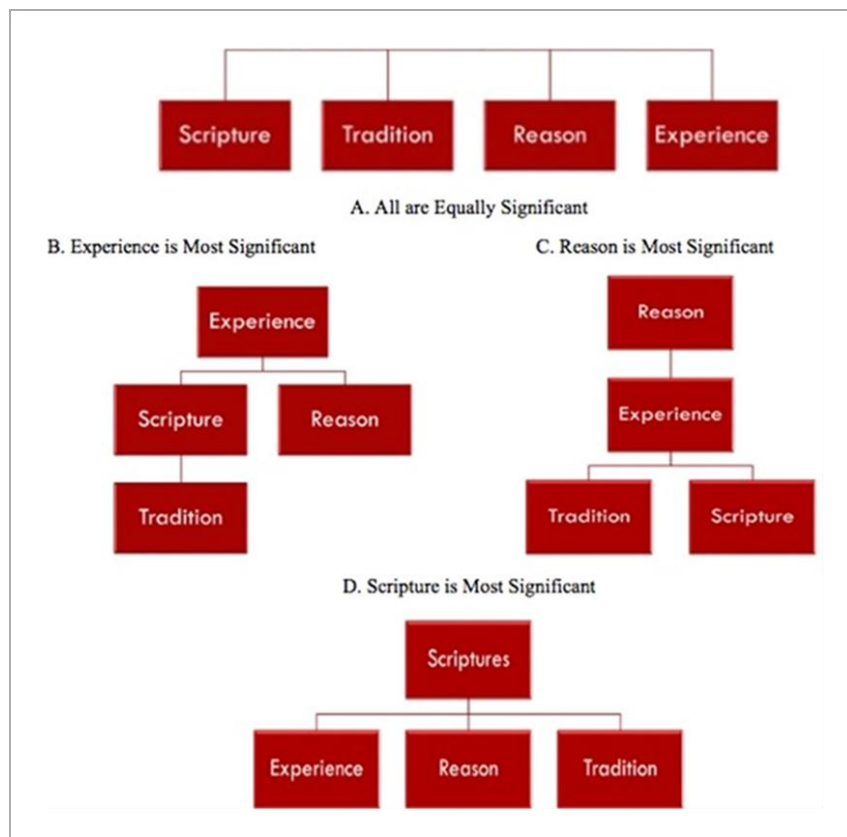 Scripture Tradition Reason Experience
A. All are Equally Significant
B. Experience is Most Significant
Experience
Scripture Reason
Tradition
C. Reason is Most Significant
Reason
Experience
Tradition Scripture
D. Scripture is Most Significant
Scriptures
Experience Reason Tradition